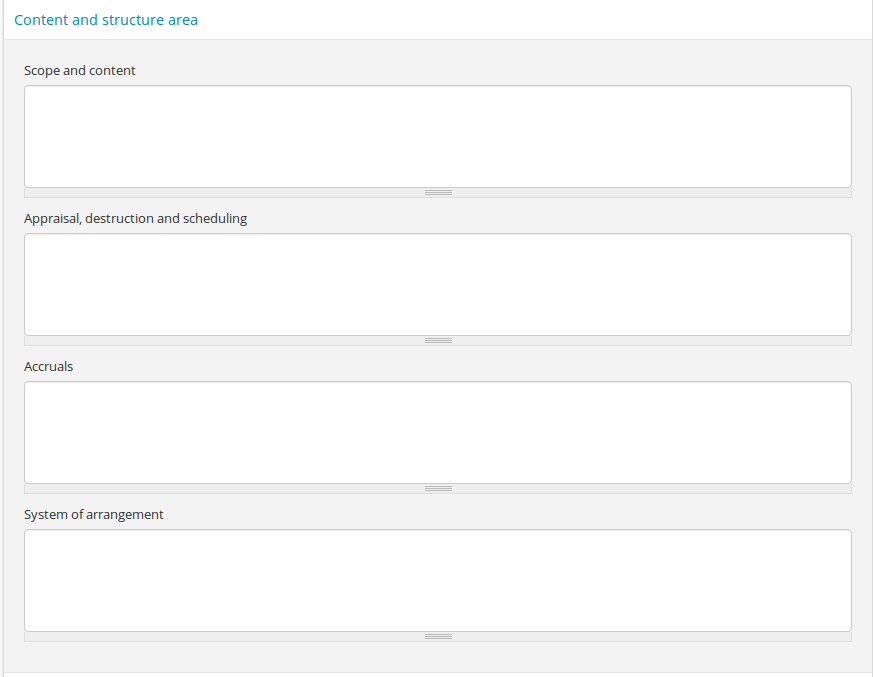 Content and structure area
Scope and content
Appraisal, destruction and scheduling
Accruals
System of arrangement